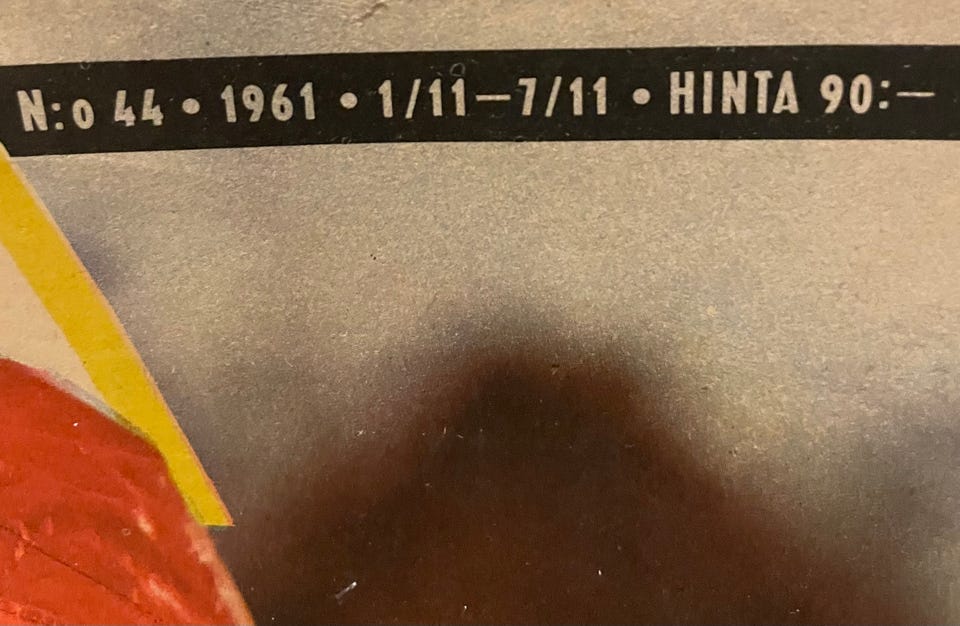 N:o 44 • 1961 • 1/11—7/11 • HINTA 90:—